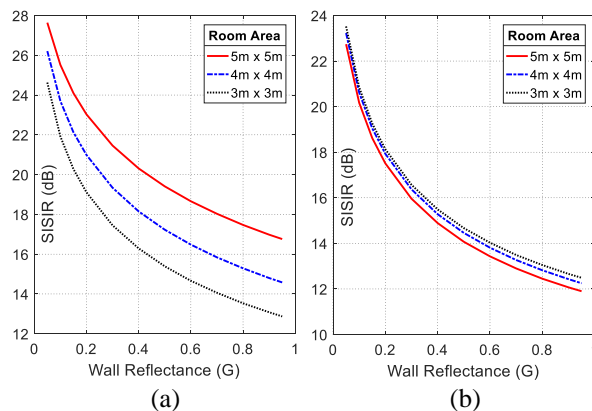 28
26
24
22
20
18
16
14
12
SISIR (dB)
Room Area
5m x 5m
4m x 4m
3m x 3m
0
0.2
0.4
0.6
0.8
1
Wall Reflectance (G)
(a)
24
22
20
18
16
14
12
10
SISIR (dB)
Room Area
5m x 5m
4m x 4m
3m x 3m
0
0.2
0.4
0.6
0.8
Wall Reflectance (G)
(b)